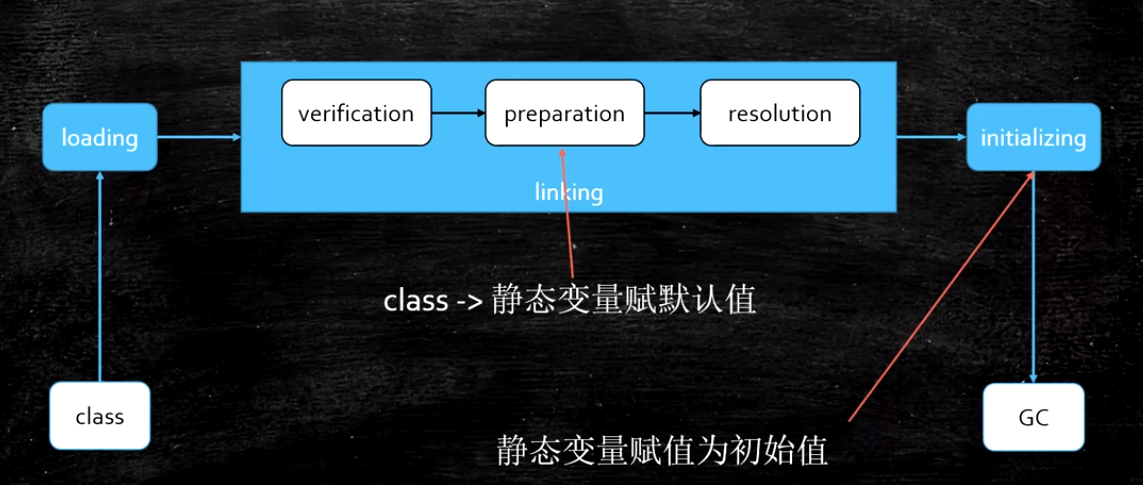 verification
preparation
resolution
loading
initializing
linking
class -> 静态变量赋默认值
class
GC
静态变量赋值为初始值